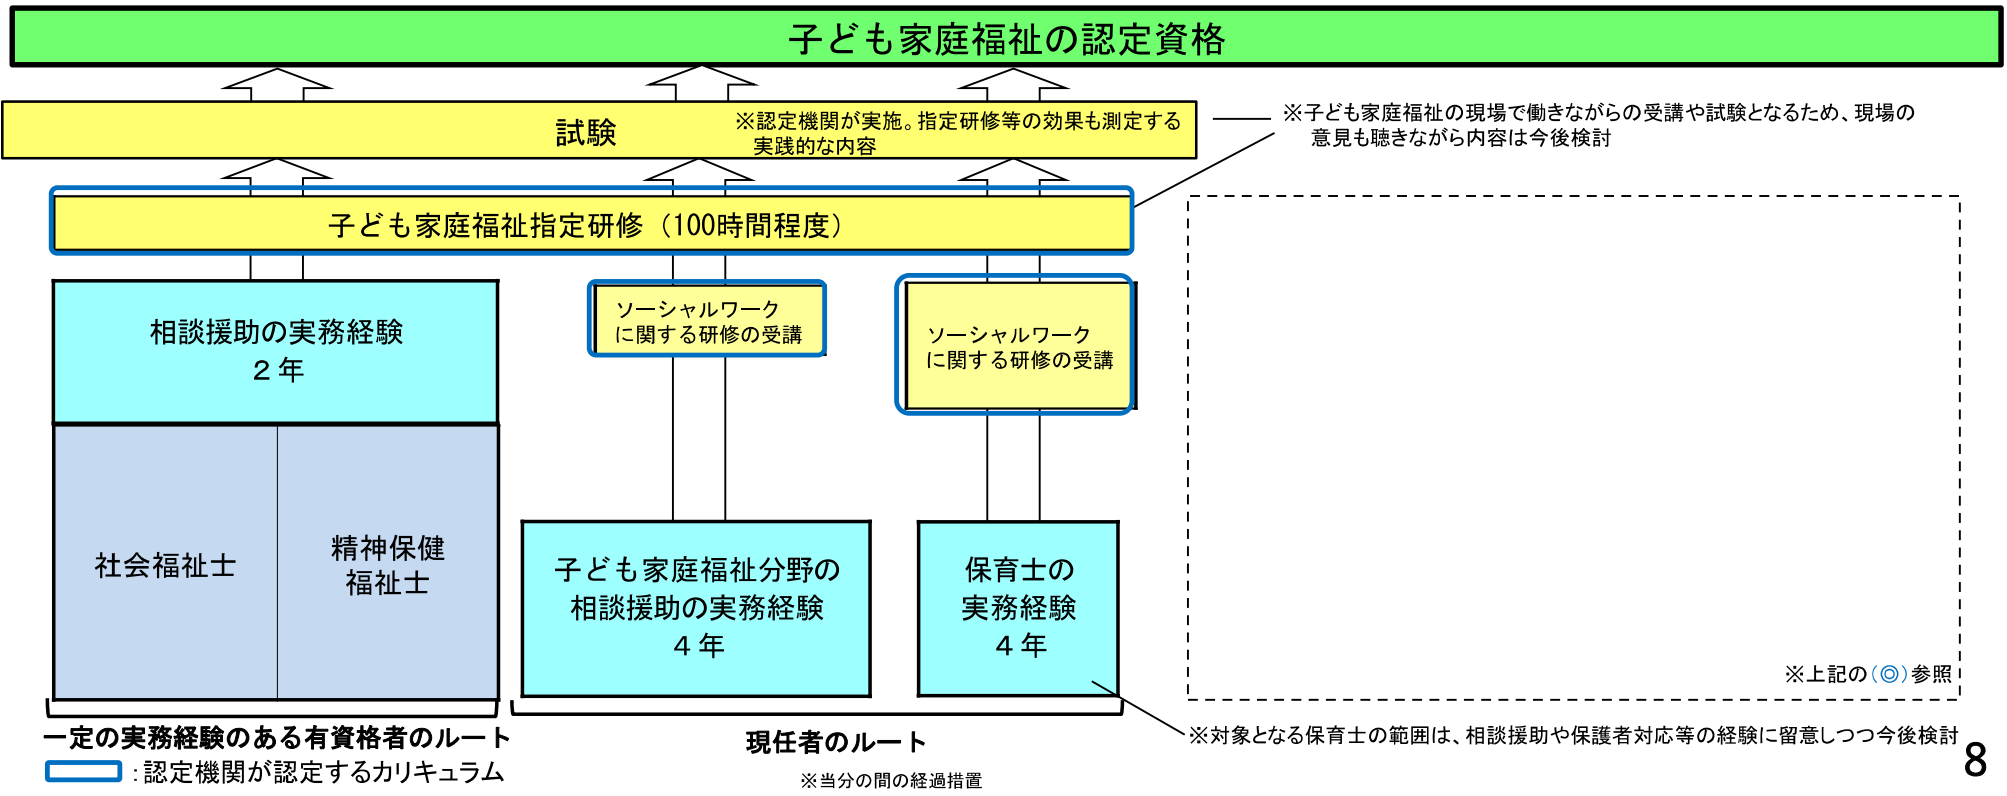 子ども家庭福祉の認定資格
試験
※認定機関が実施。指定研修等の効果も測定する
実践的な内容
※子ども家庭福祉の現場で働きながらの受講や試験となるため、現場の
意見も聴きながら内容は今後検討
子ども家庭福祉指定研修（100時間程度）
相談援助の実務経験
２年
ソーシャルワーク
に関する研修の受講
ソーシャルワーク
に関する研修の受講
社会福祉士
精神保健
福祉士
子ども家庭福祉分野の
相談援助の実務経験
４年
保育士の
実務経験
４年
※上記の(◎)参照
一定の実務経験のある有資格者のルート
現任者のルート
※対象となる保育士の範囲は、相談援助や保護者対応等の経験に留意しつつ今後検討
：認定機関が認定するカリキュラム
※当分の間の経過措置
8